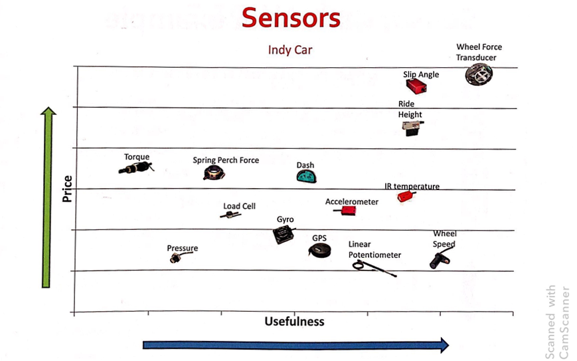 Sensors
Indy Car
Wheel Force
Transducer
Slip Angle
Ride
Height
Torque
Spring Perch Force
Dash
IR temperature
Load Cell
Accelerometer
Gyro
Pressure
GPS
Linear
Potentiometer
Wheel
Speed
Price
Usefulness
Scanned with
CamScanner